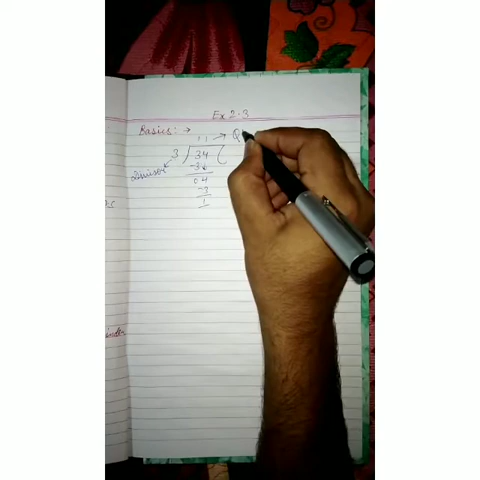 Ex 2.3
Basics : →
11 → Q
3 ) 34 (
Divisor
-3↓
04
-3
1